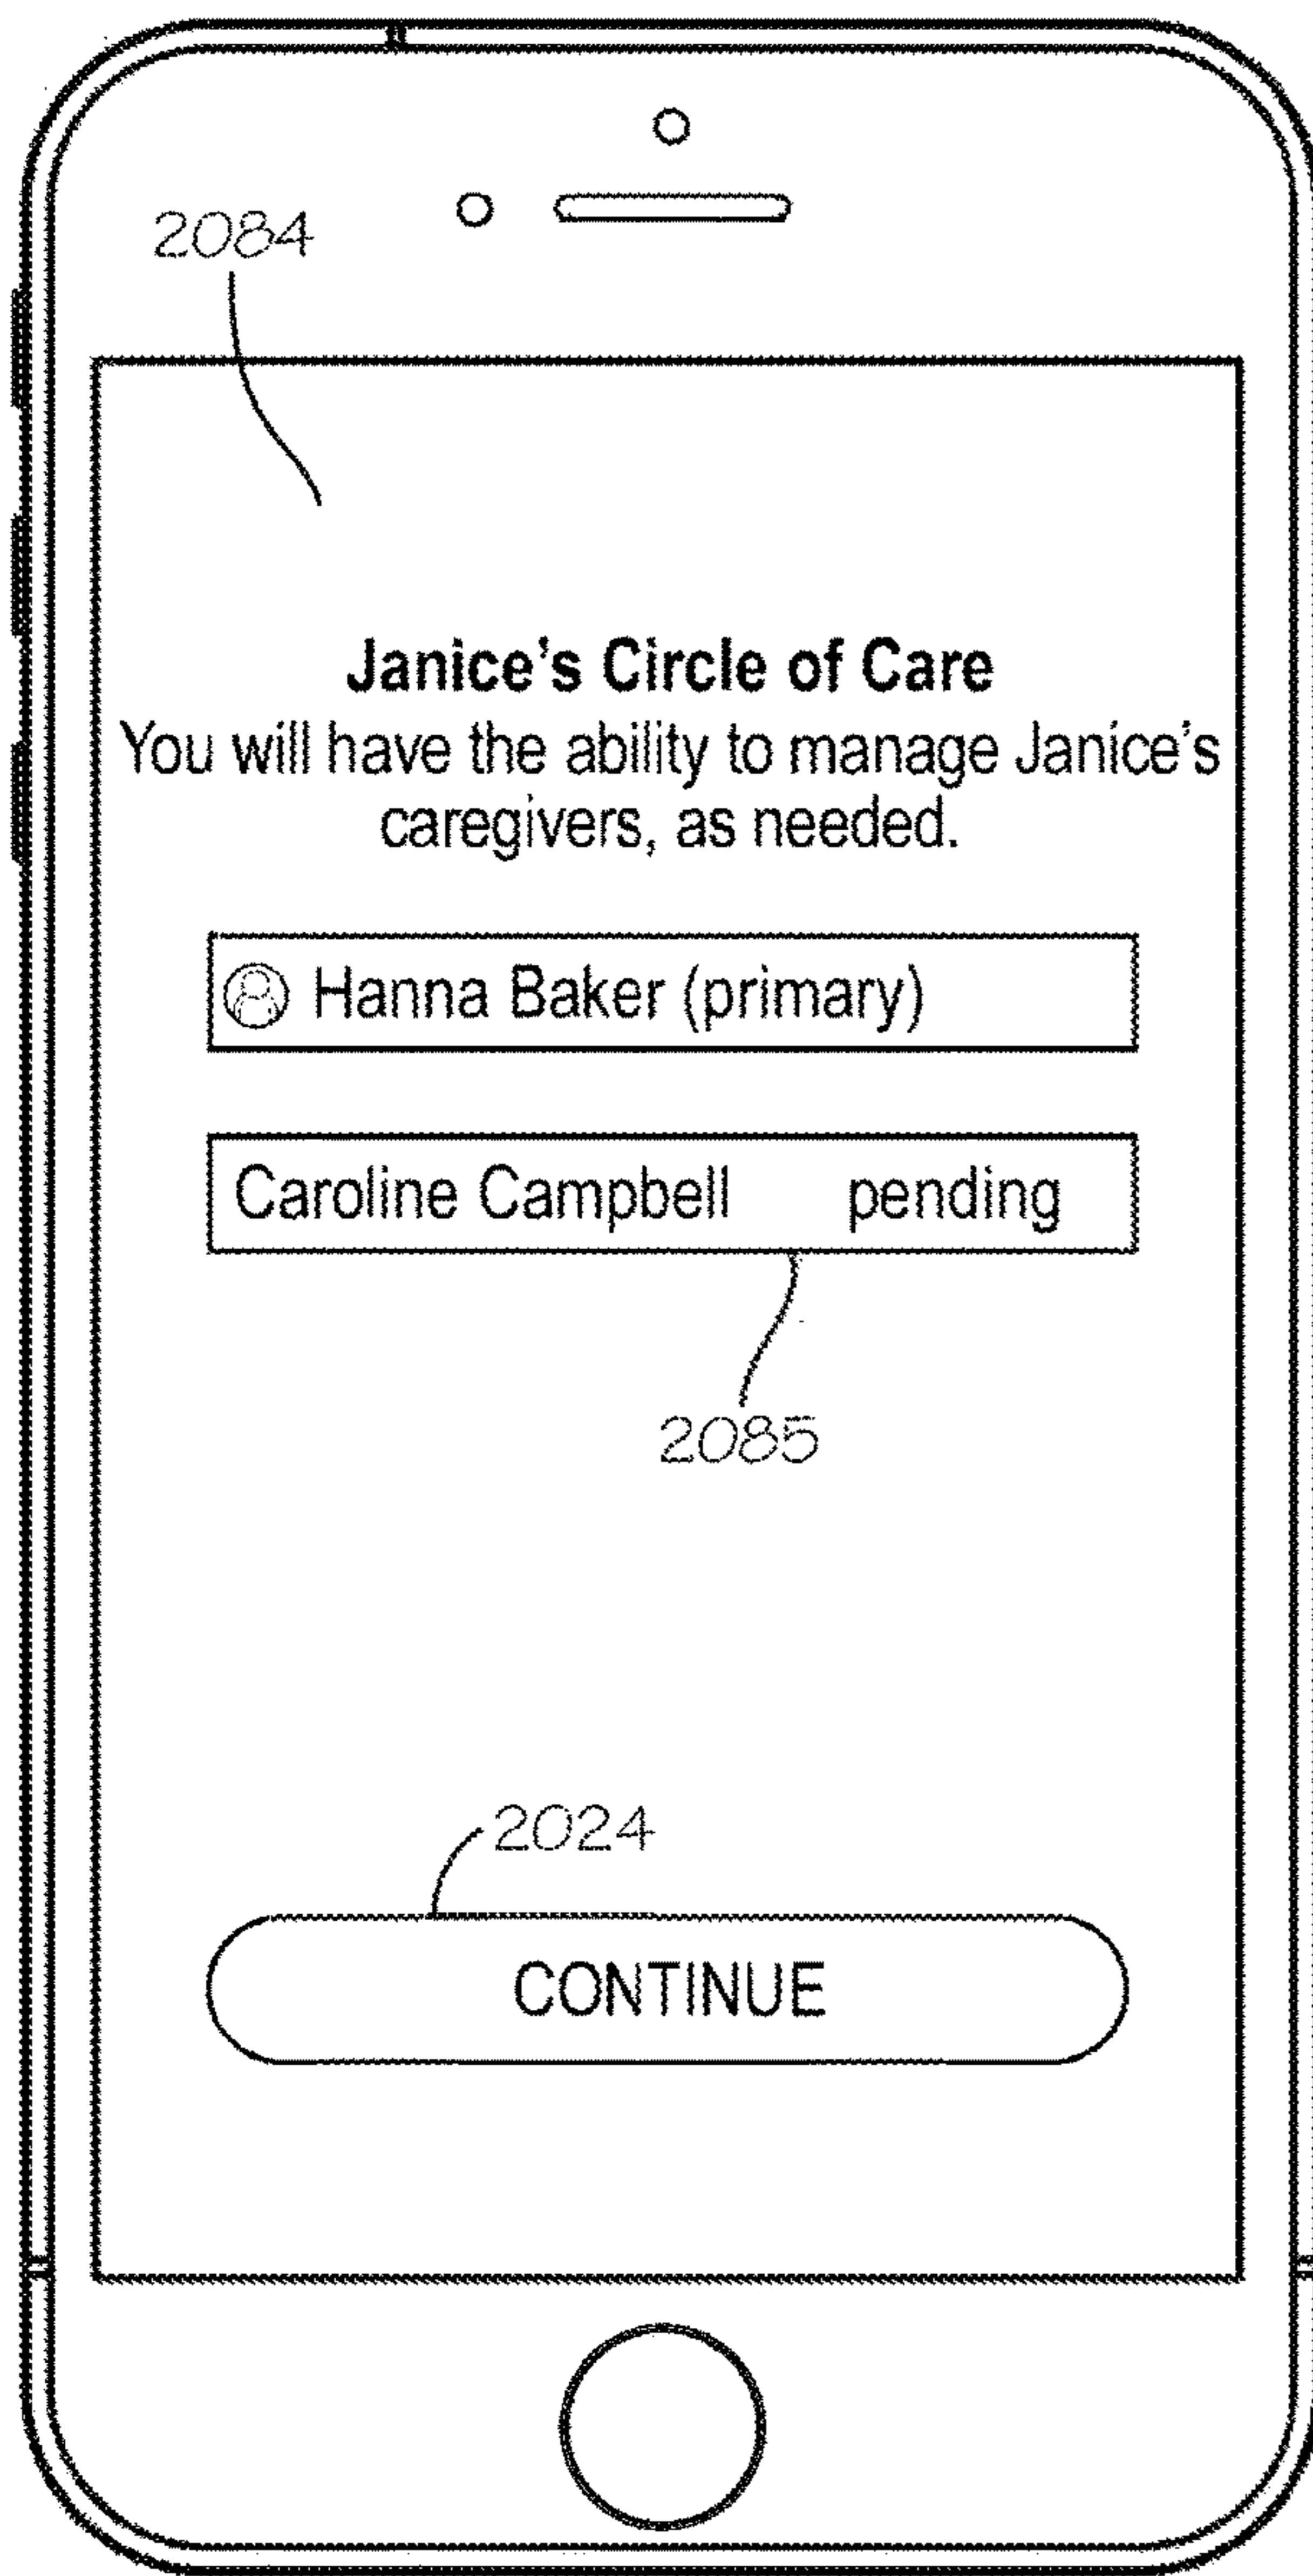 2084
Janice's Circle of Care
You will have the ability to manage Janice's
caregivers, as needed.
Hanna Baker (primary)
Caroline Campbell pending
2085
2024
CONTINUE